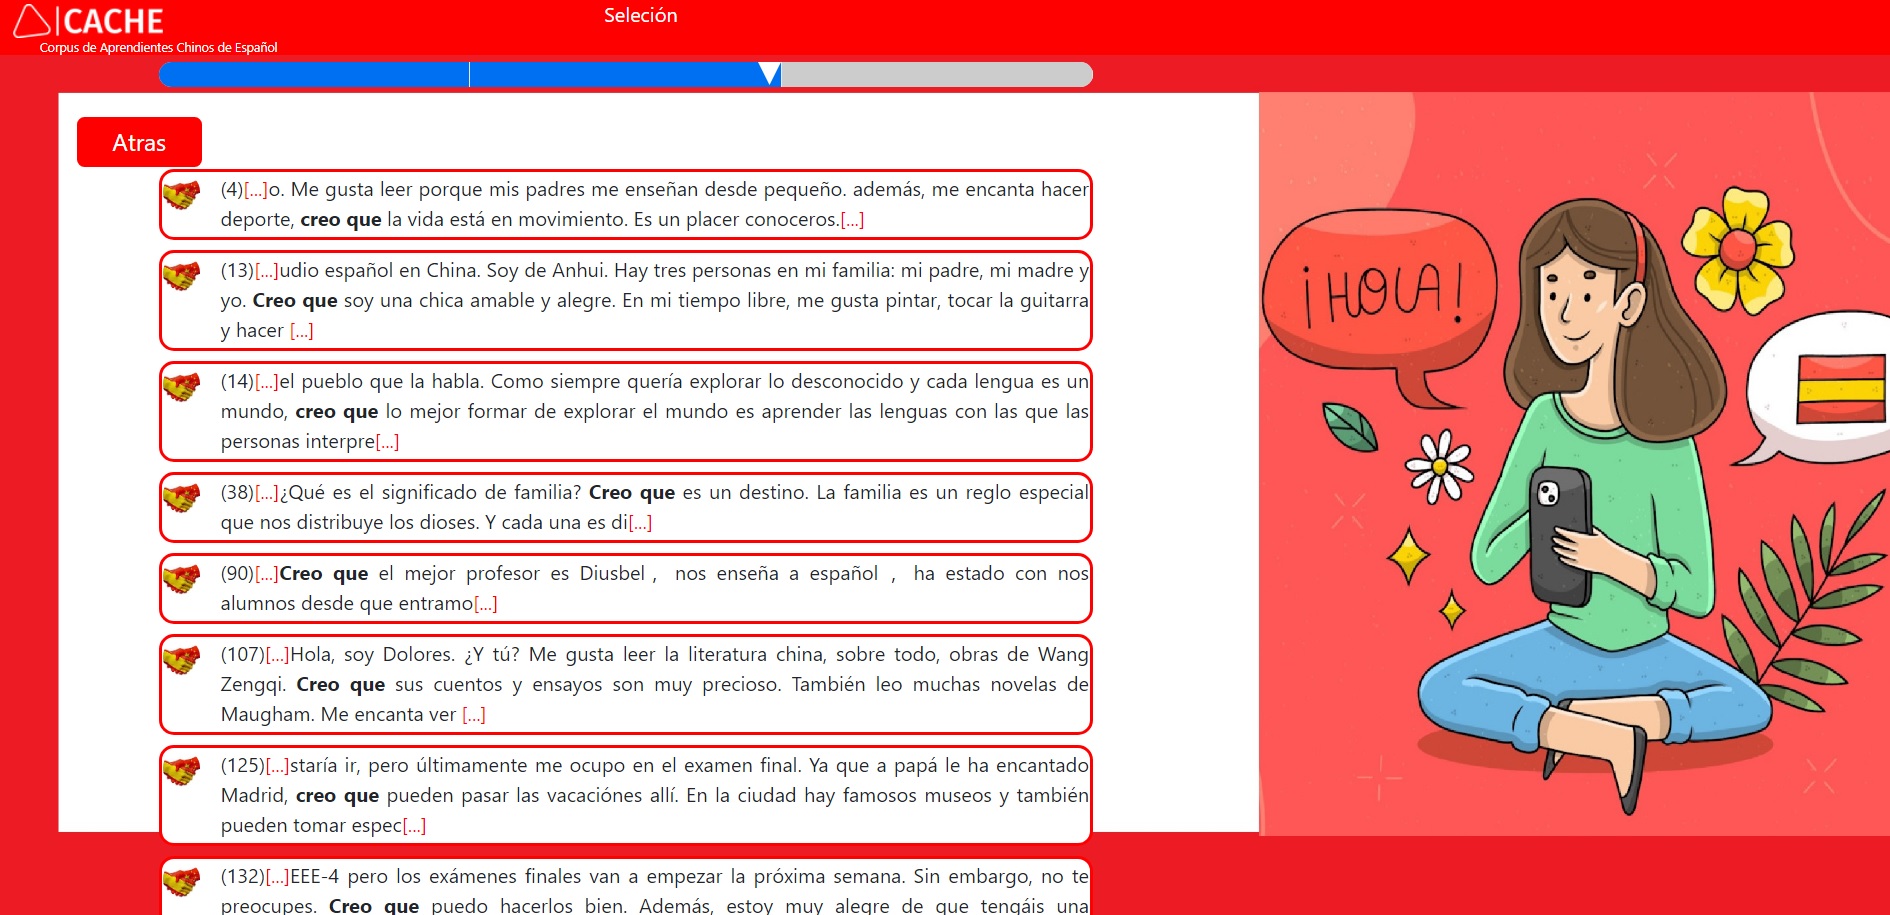 CACHE
Corpus de Aprendientes Chinos de Español
Seleción
Atras
(4)[...]o. Me gusta leer porque mis padres me enseñan desde pequeño. además, me encanta hacer
deporte, creo que la vida está en movimiento. Es un placer conoceros.[...]
(13)[...]udio español en China. Soy de Anhui. Hay tres personas en mi familia: mi padre, mi madre y
yo. Creo que soy una chica amable y alegre. En mi tiempo libre, me gusta pintar, tocar la guitarra
y hacer [...]
(14)[...]el pueblo que la habla. Como siempre quería explorar lo desconocido y cada lengua es un
mundo, creo que lo mejor formar de explorar el mundo es aprender las lenguas con las que las
personas interpre[...]
(38)[...]¿Qué es el significado de familia? Creo que es un destino. La familia es un reglo especial
que nos distribuye los dioses. Y cada una es di[...]
(90)[...]Creo que el mejor profesor es Diusbel , nos enseña a español , ha estado con nos
alumnos desde que entramo[...]
(107)[...]Hola, soy Dolores. ¿Y tú? Me gusta leer la literatura china, sobre todo, obras de Wang
Zengqi. Creo que sus cuentos y ensayos son muy precioso. También leo muchas novelas de
Maugham. Me encanta ver [...]
(125)[...]staría ir, pero últimamente me ocupo en el examen final. Ya que a papá le ha encantado
Madrid, creo que pueden pasar las vacaciónes allí. En la ciudad hay famosos museos y también
pueden tomar espec[...]
(132)[...]EEE-4 pero los exámenes finales van a empezar la próxima semana. Sin embargo, no te
preocupes. Creo que puedo hacerlos bien. Además, estoy muy alegre de que tengáis una
¡HOLA!